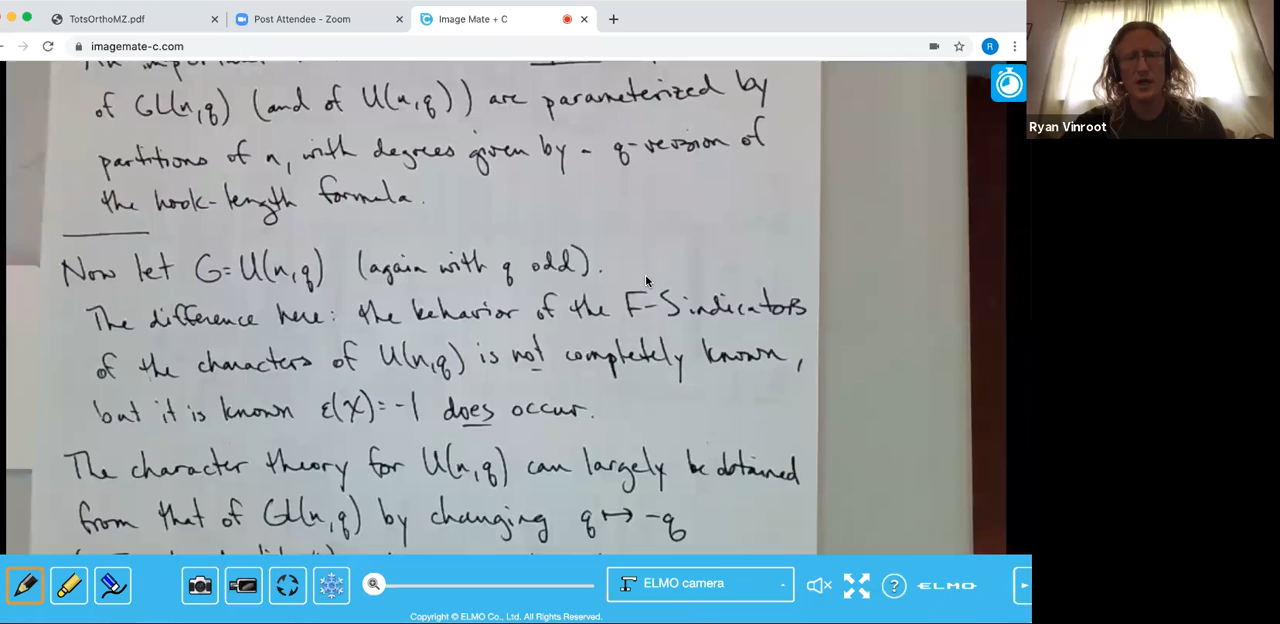 TotsOrthoMZ.pdf
Post Attendee - Zoom
Image Mate + C
imagemate-c.com
R
An important
of GL(n,q) (and of U(n,q)) are parameterized by
partitions of n, with degrees given by a q-version of
the hook-length formula.
Now let G=U(n,q) (again with q odd).
The difference here: the behavior of the F-S indicators
of the characters of U(n,q) is not completely known,
but it is known ε(χ)=-1 does occur.
The character theory for U(n,q) can largely be obtained
from that of GL(n,q) by changing q↔-q
Ryan Vinroot
ELMO camera
ELMO
Copyright © ELMO Co., Ltd. All Rights Reserved.